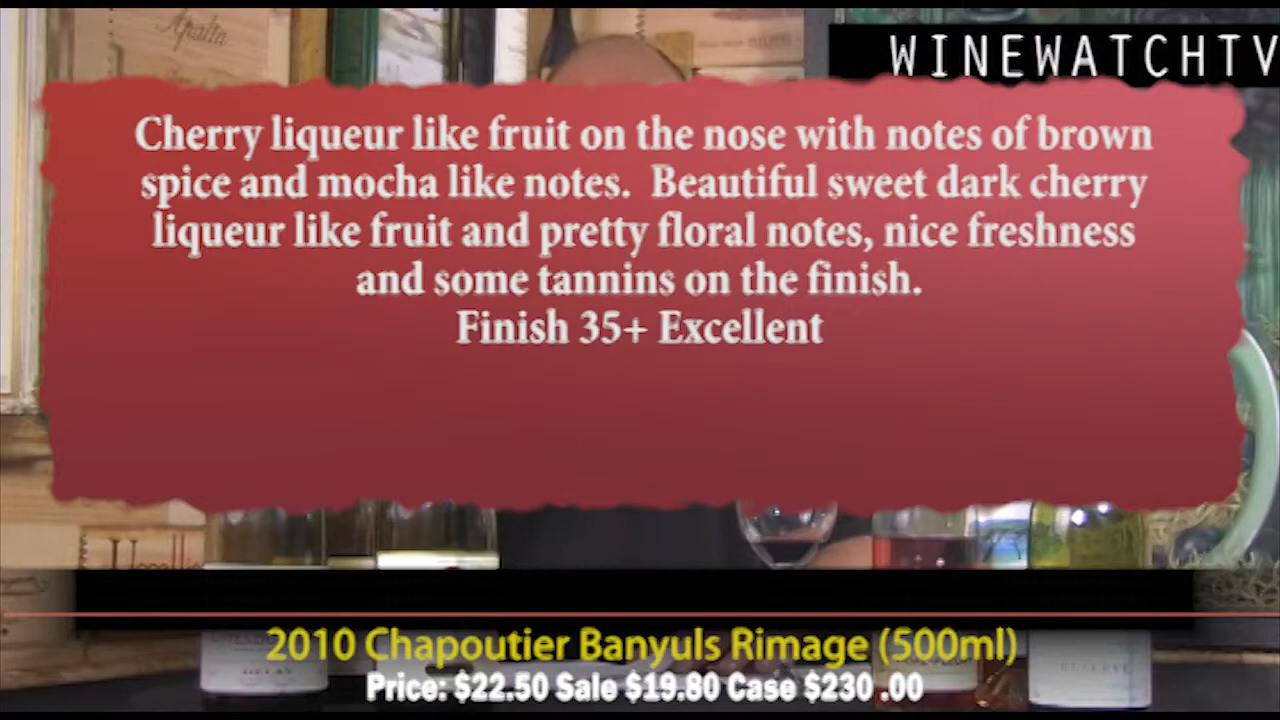 Apalta
WINEWATCHTV
Cherry liqueur like fruit on the nose with notes of brown
spice and mocha like notes. Beautiful sweet dark cherry
liqueur like fruit and pretty floral notes, nice freshness
and some tannins on the finish.
Finish 35+ Excellent
2010 Chapoutier Banyuls Rimage (500ml)
Price: $22.50 Sale $19.80 Case $230 .00
RESERVE